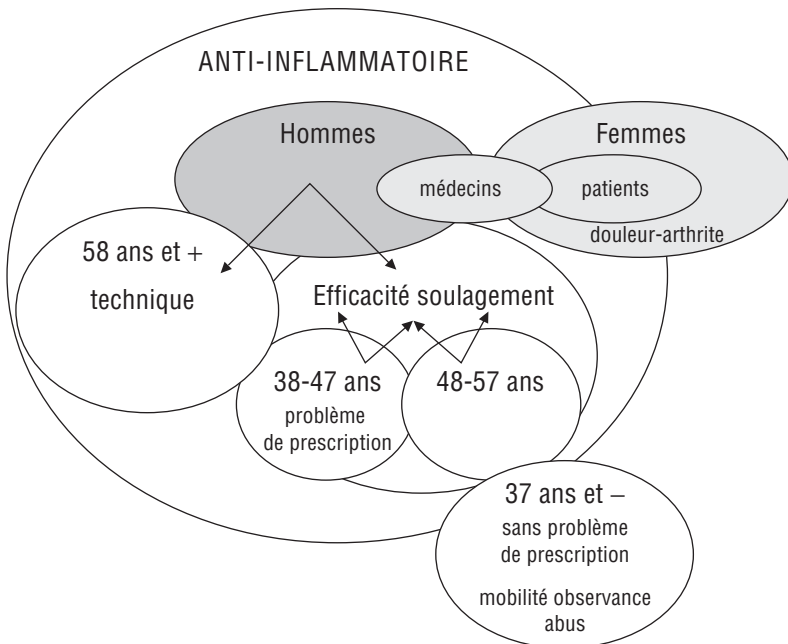 ANTI-INFLAMMATOIRE
Hommes
Femmes
médecins
patients
douleur-arthrite
58 ans et +
technique
Efficacité soulagement
38-47 ans
problème
de prescription
48-57 ans
37 ans et –
sans problème
de prescription
mobilité observance
abus